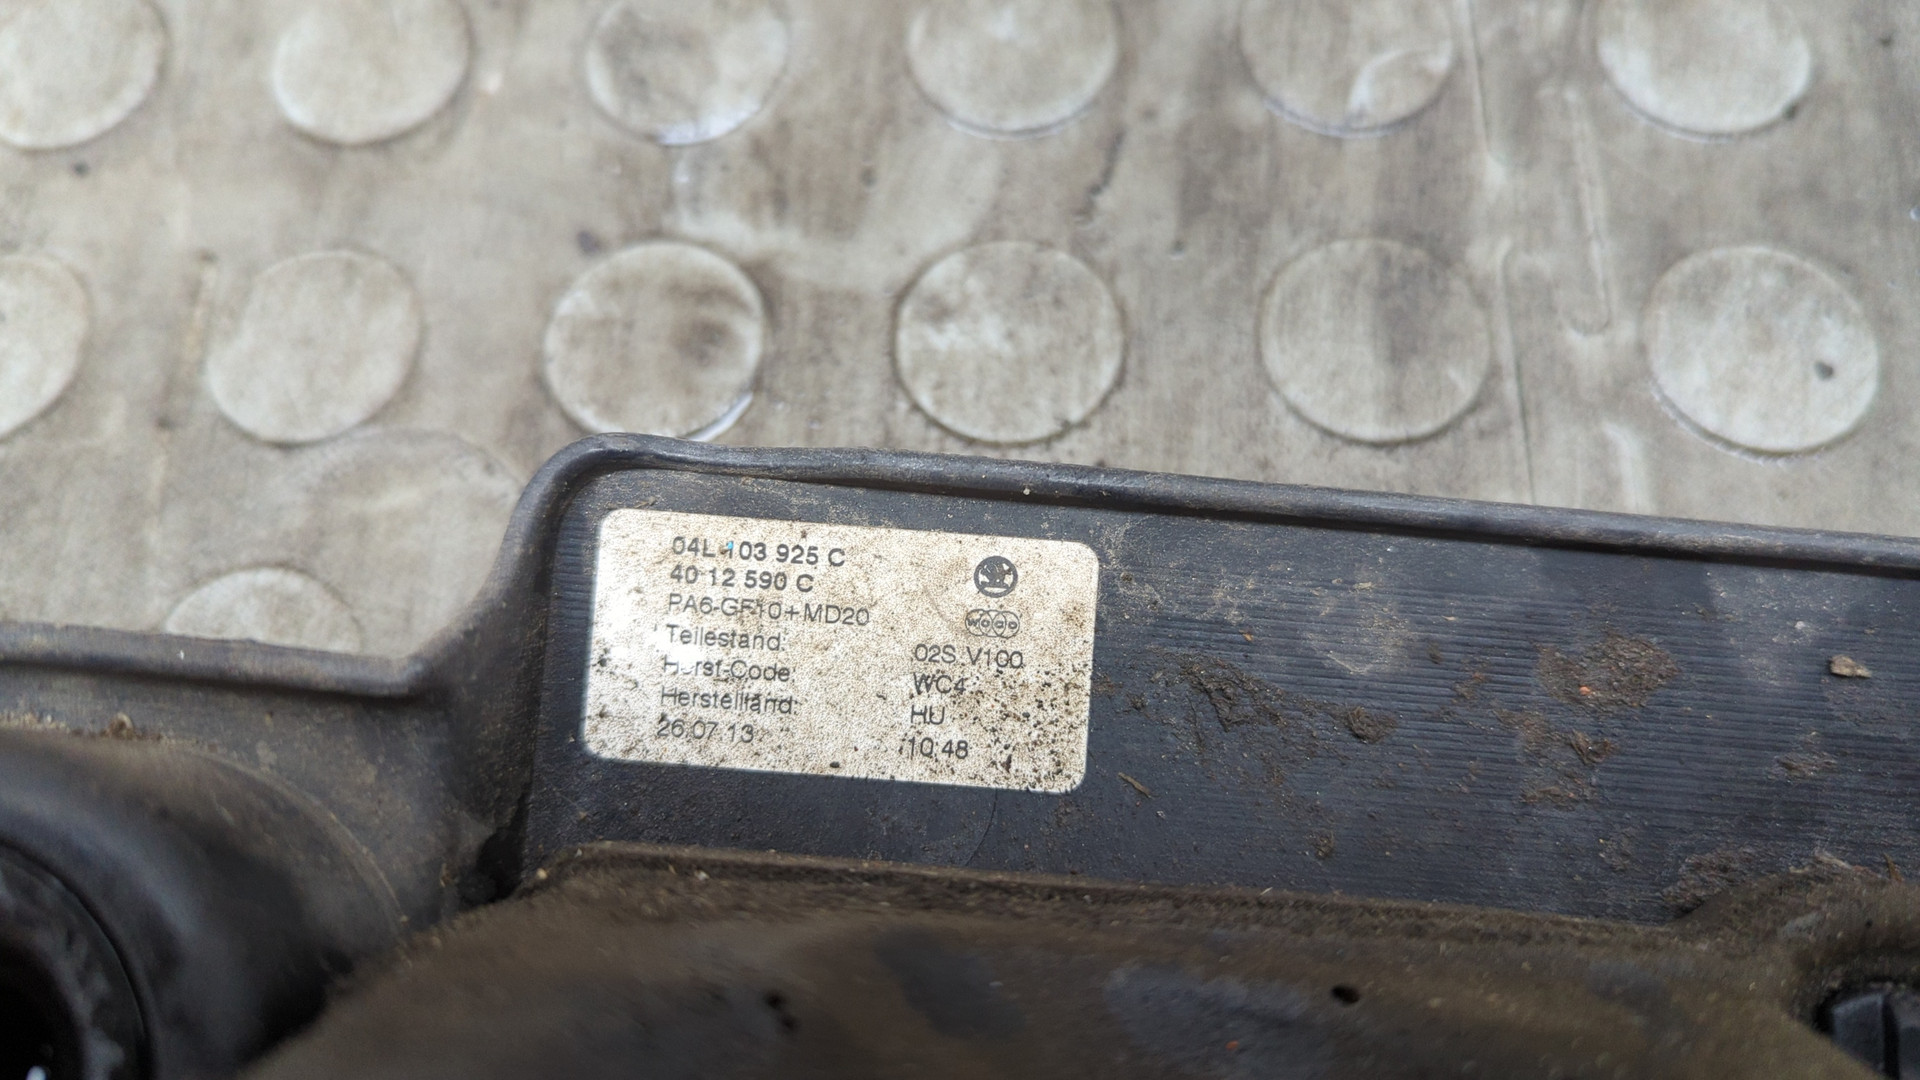 04L 103 925 C
40 12 590 C
PA6-GF10+MD20
woco
Teilestand: 02S V100
Herst-Code: WC4
Herstellland: HU
26.07.13 10:48